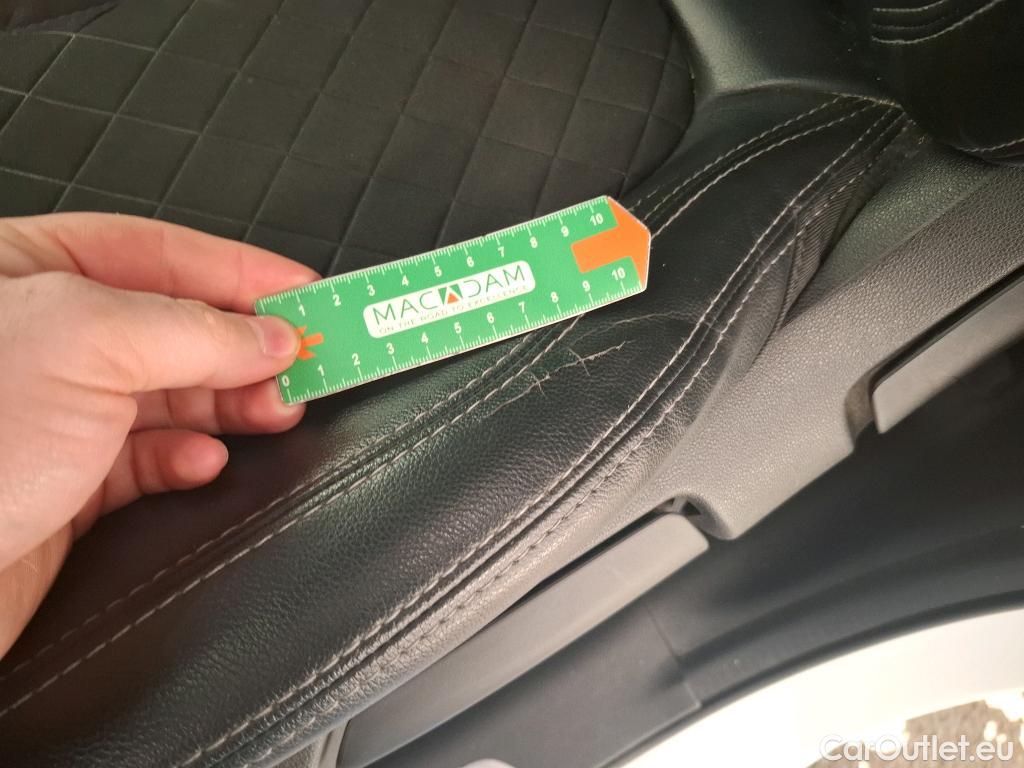 1 2 3 4 5 6 7 8 9 10
MACADAM
ON THE ROAD TO EXCELLENCE
0 1 2 3 4 5 6 7 8 9 10
CarOutlet.eu